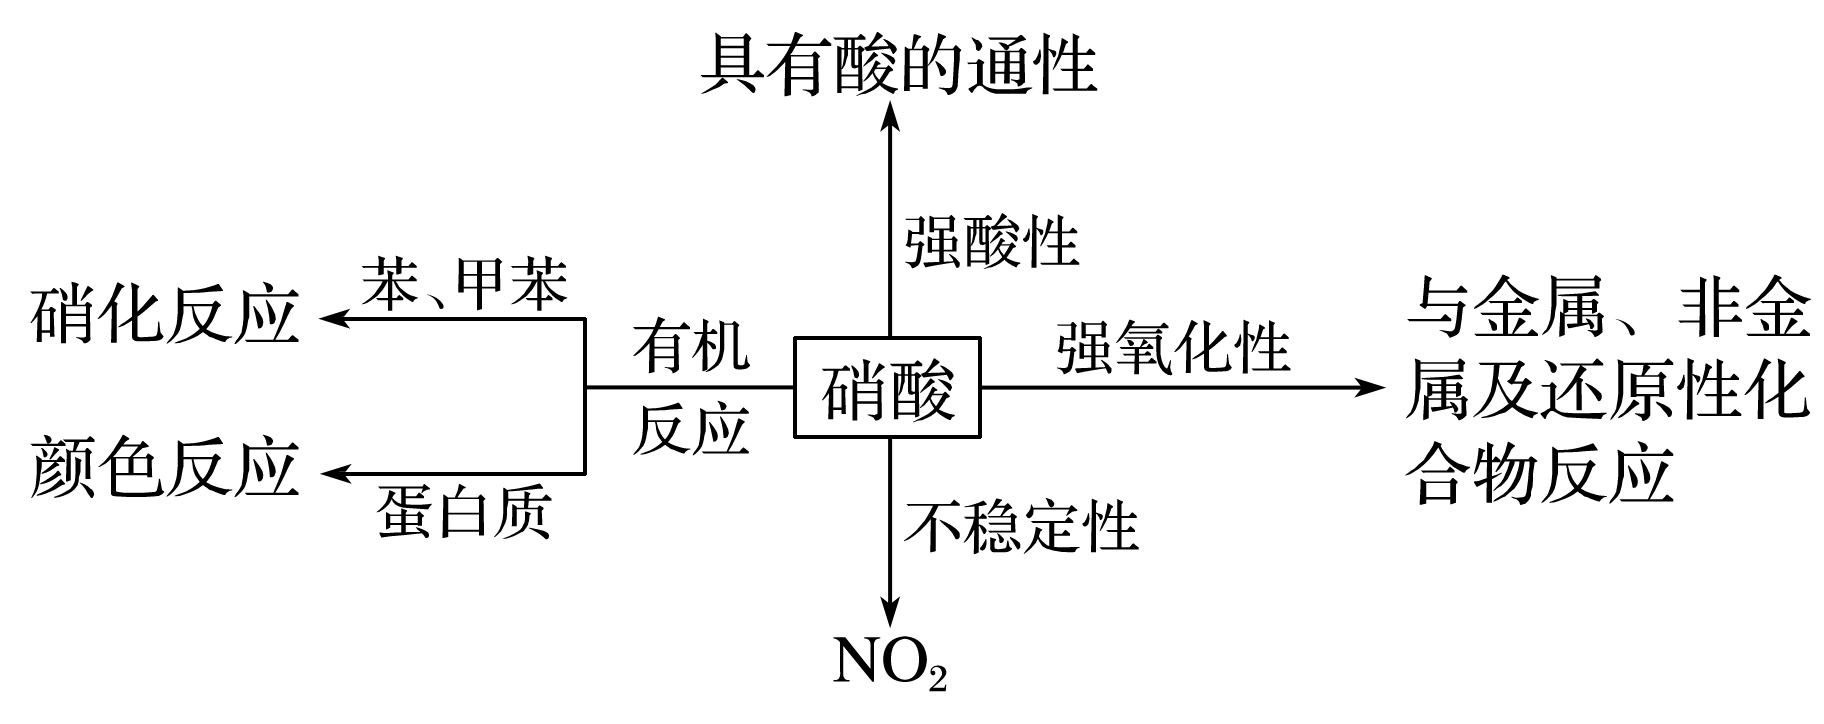 具有酸的通性
强酸性
苯、甲苯
硝化反应
有机
反应
硝酸
强氧化性
与金属、非金
属及还原性化
合物反应
颜色反应
蛋白质
不稳定性
NO₂